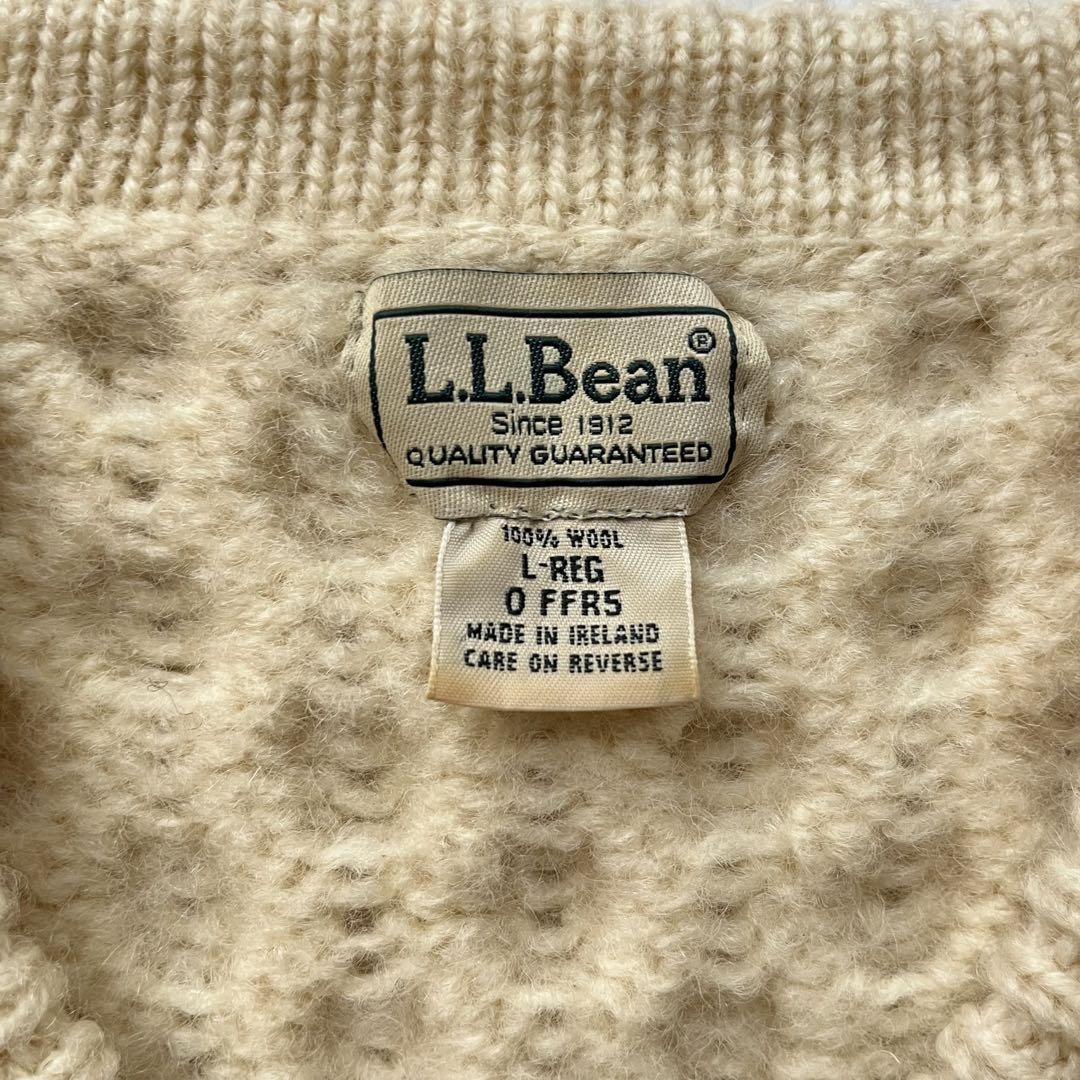 L.L.Bean®
Since 1912
QUALITY GUARANTEED
100% WOOL
L-REG
0 FFR5
MADE IN IRELAND
CARE ON REVERSE